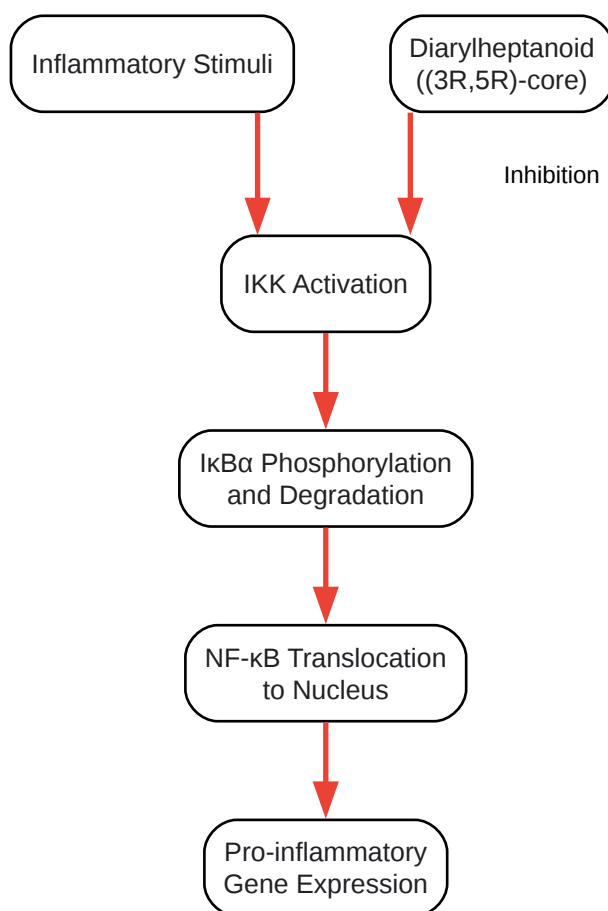 Inflammatory Stimuli
Diarylheptanoid
((3R,5R)-core)
Inhibition
IKK Activation
IκBα Phosphorylation
and Degradation
NF-κB Translocation
to Nucleus
Pro-inflammatory
Gene Expression